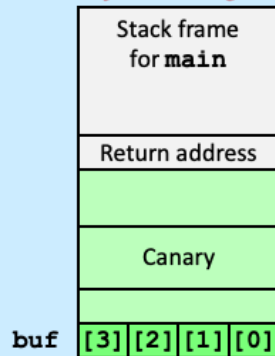 Stack frame
for main
Return address
Canary
buf [3] [2] [1] [0]